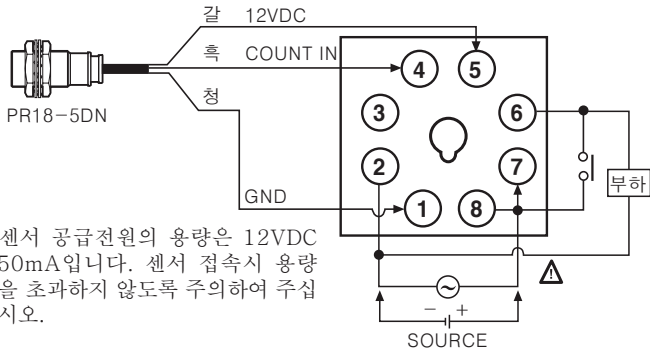 갈 12VDC
흑 COUNT IN
청
PR18-5DN
GND
4 5
3 6
2 7
1 8
부하
센서 공급전원의 용량은 12VDC
50mA입니다. 센서 접속시 용량
을 초과하지 않도록 주의하여 주십
시오.
!
- +
SOURCE